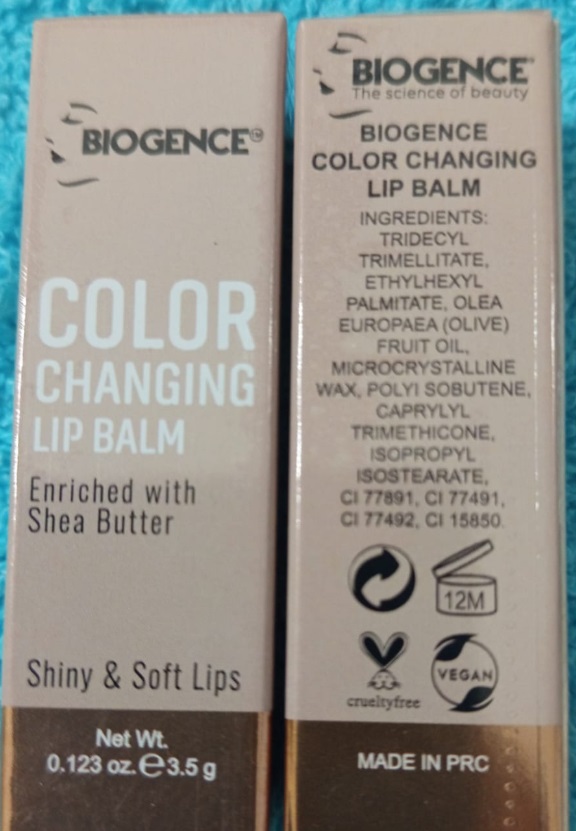 BIOGENCE™
COLOR
CHANGING
LIP BALM
Enriched with
Shea Butter
Shiny & Soft Lips
Net Wt.
0.123 oz. ℮ 3.5 g
BIOGENCE
The science of beauty
BIOGENCE
COLOR CHANGING
LIP BALM
INGREDIENTS:
TRIDECYL
TRIMELLITATE,
ETHYLHEXYL
PALMITATE, OLEA
EUROPAEA (OLIVE)
FRUIT OIL,
MICROCRYSTALLINE
WAX, POLYI SOBUTENE,
CAPRYLYL
TRIMETHICONE,
ISOPROPYL
ISOSTEARATE,
CI 77891, CI 77491,
CI 77492, CI 15850.
12M
crueltyfree
VEGAN
MADE IN PRC